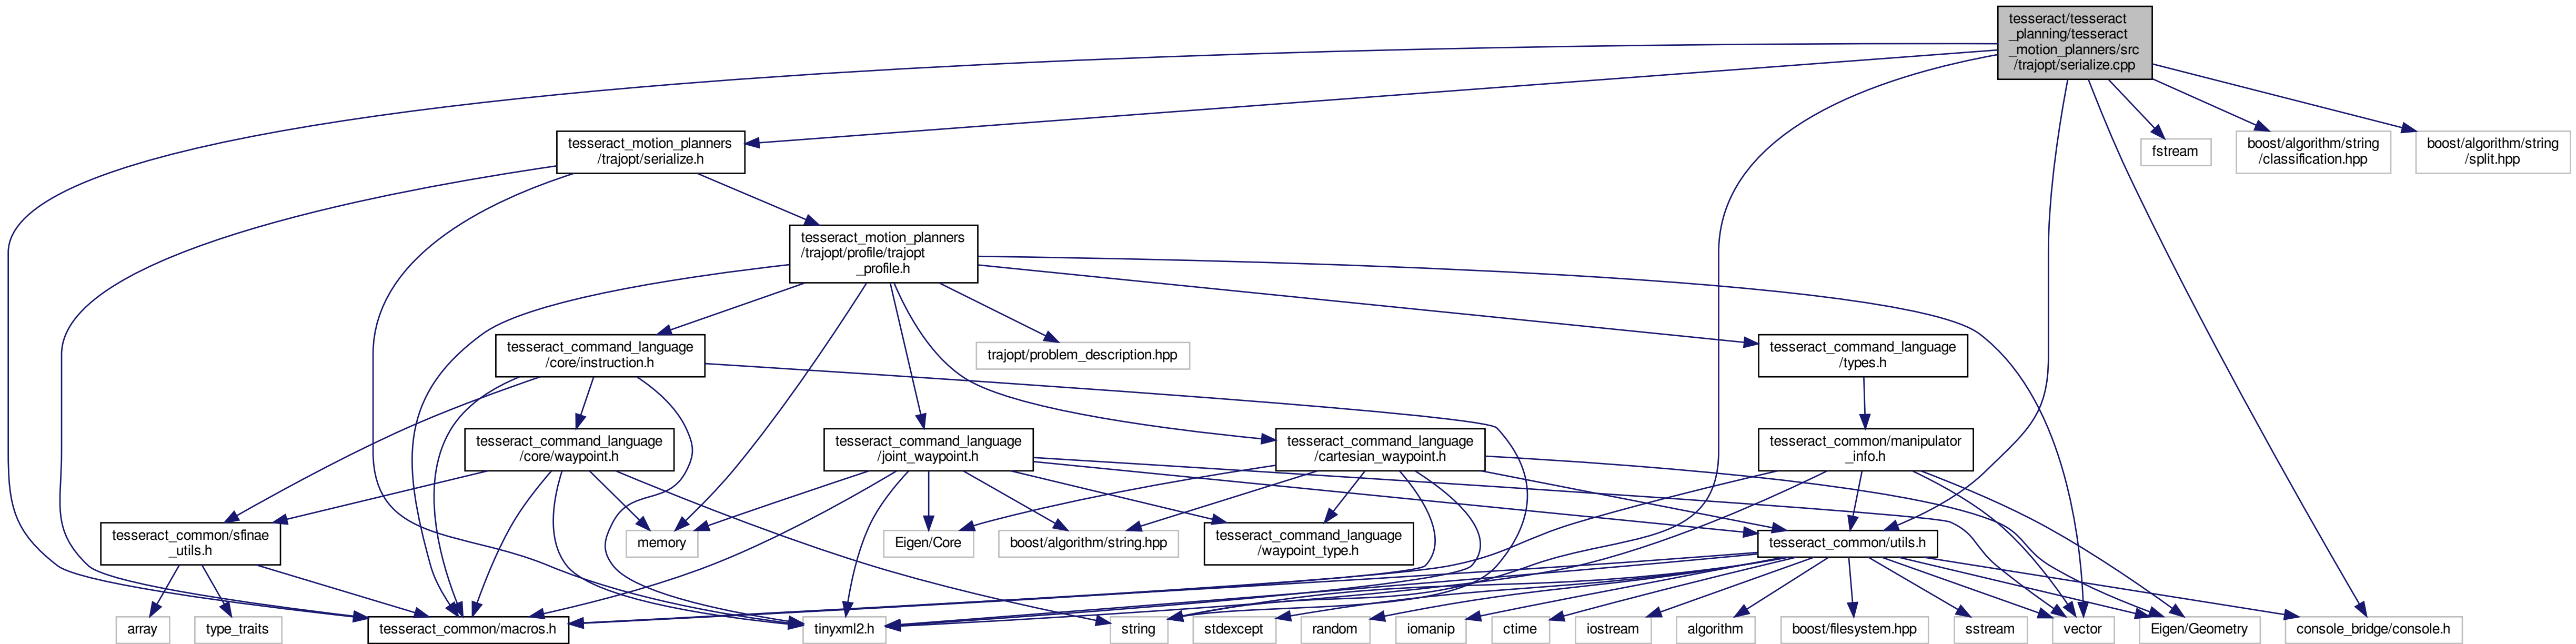 tesseract/tesseract
_planning/tesseract
_motion_planners/src
/trajopt/serialize.cpp
tesseract_motion_planners
/trajopt/serialize.h
fstream
boost/algorithm/string
/classification.hpp
boost/algorithm/string
/split.hpp
tesseract_motion_planners
/trajopt/profile/trajopt
_profile.h
tesseract_command_language
/core/instruction.h
trajopt/problem_description.hpp
tesseract_command_language
/types.h
tesseract_command_language
/core/waypoint.h
tesseract_command_language
/joint_waypoint.h
tesseract_command_language
/cartesian_waypoint.h
tesseract_common/manipulator
_info.h
tesseract_common/sfinae
_utils.h
memory
Eigen/Core
boost/algorithm/string.hpp
tesseract_command_language
/waypoint_type.h
tesseract_common/utils.h
array
type_traits
tesseract_common/macros.h
tinyxml2.h
string
stdexcept
random
iomanip
ctime
iostream
algorithm
boost/filesystem.hpp
sstream
vector
Eigen/Geometry
console_bridge/console.h